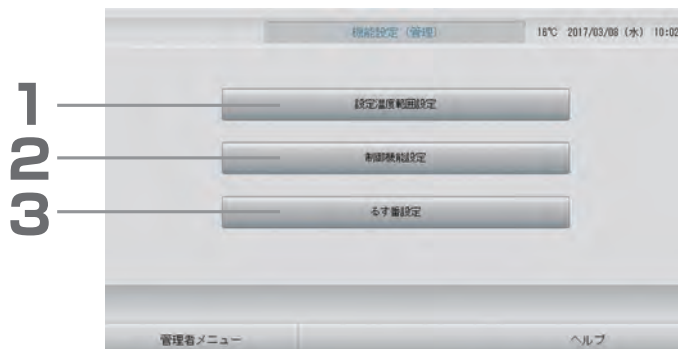 機能設定（管理） 16℃ 2017/03/08（水） 10:02
1 設定温度範囲設定
2 制御機能設定
3 るす番設定
管理者メニュー ヘルプ